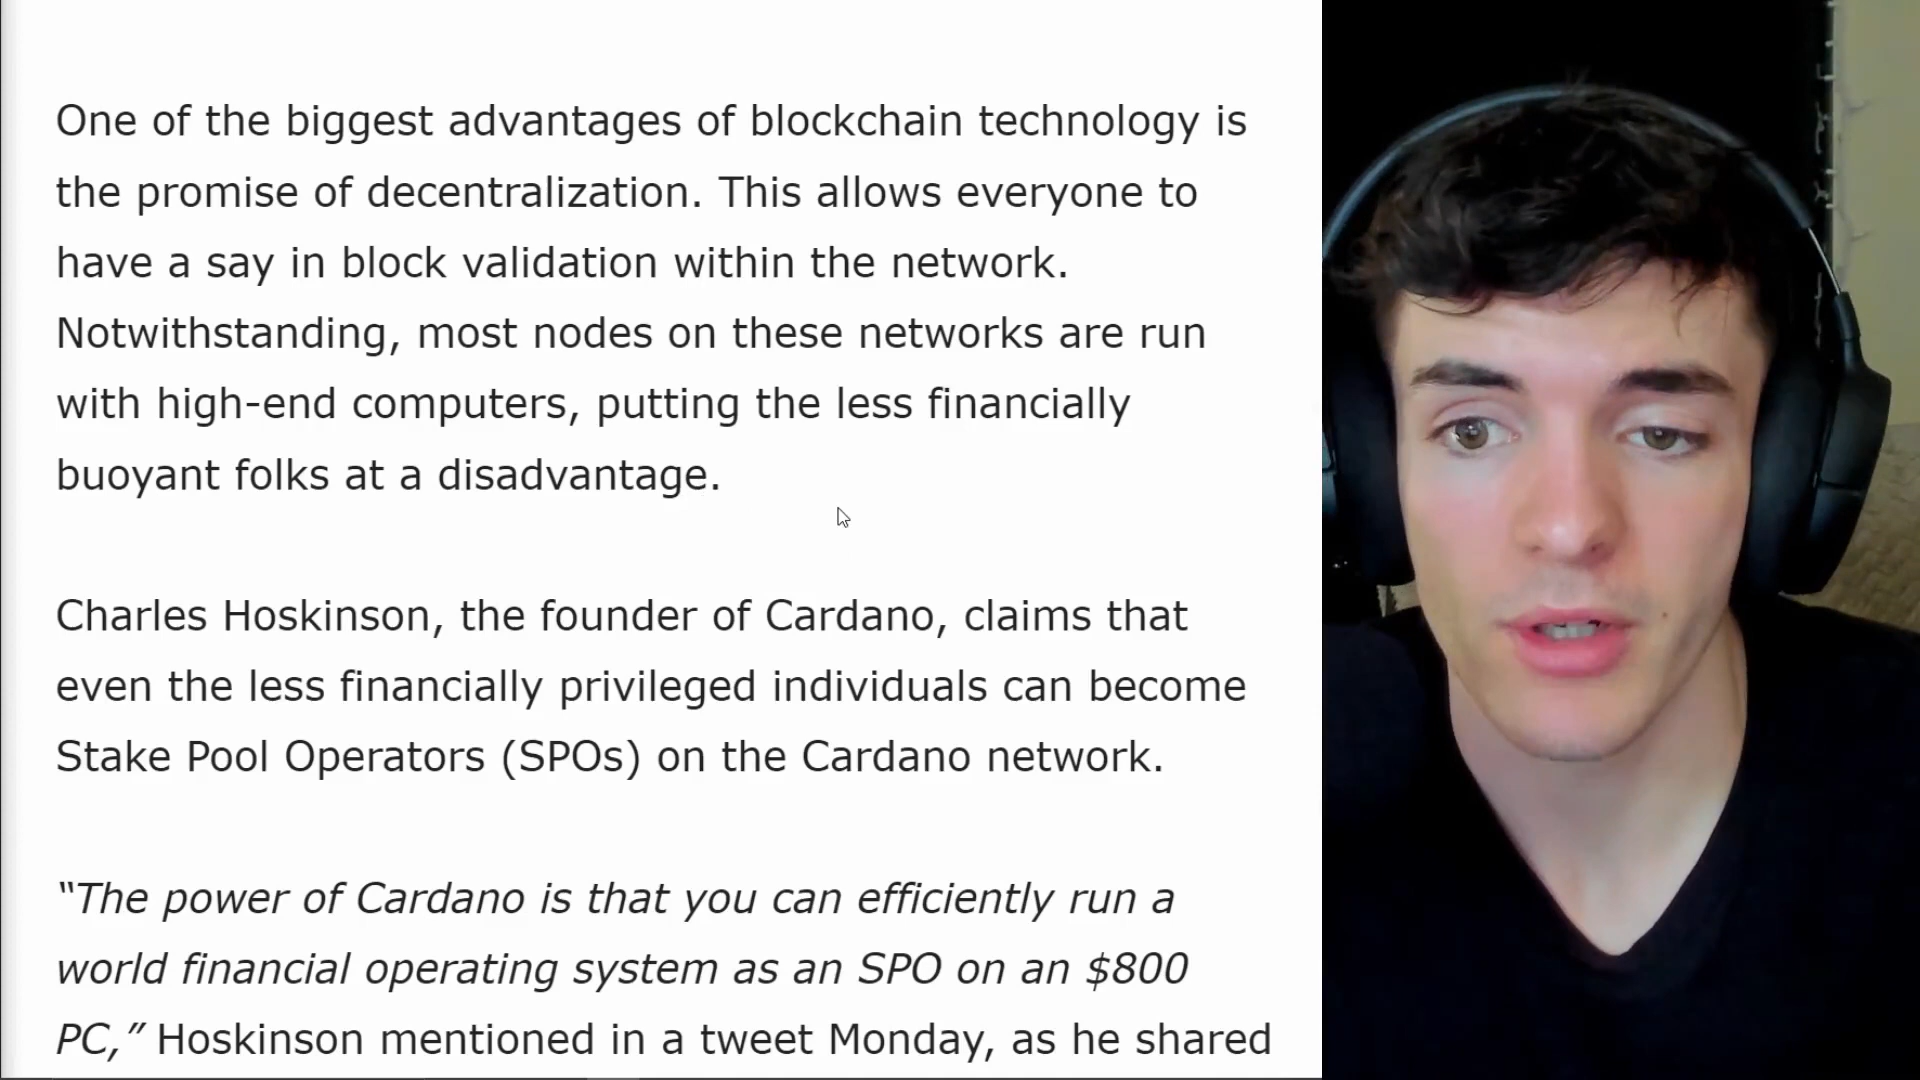 One of the biggest advantages of blockchain technology is
the promise of decentralization. This allows everyone to
have a say in block validation within the network.
Notwithstanding, most nodes on these networks are run
with high-end computers, putting the less financially
buoyant folks at a disadvantage.
Charles Hoskinson, the founder of Cardano, claims that
even the less financially privileged individuals can become
Stake Pool Operators (SPOs) on the Cardano network.
“The power of Cardano is that you can efficiently run a
world financial operating system as an SPO on an $800
PC,” Hoskinson mentioned in a tweet Monday, as he shared